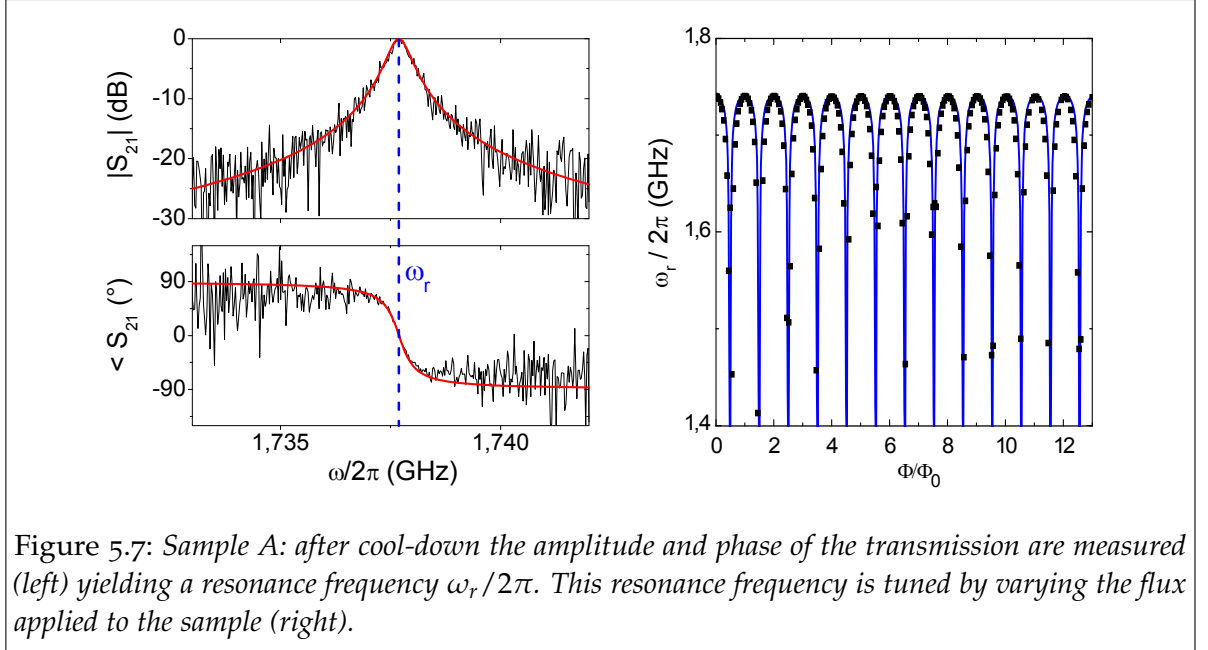 0
-10
-20
-30
|S21| (dB)
90
0
-90
< S21 (°)
ωr
1,735
1,740
ω/2π (GHz)
1,8
1,6
1,4
ωr / 2π (GHz)
0 2 4 6 8 10 12
Φ/Φ0
Figure 5.7: Sample A: after cool-down the amplitude and phase of the transmission are measured
(left) yielding a resonance frequency ωr/2π. This resonance frequency is tuned by varying the flux
applied to the sample (right).